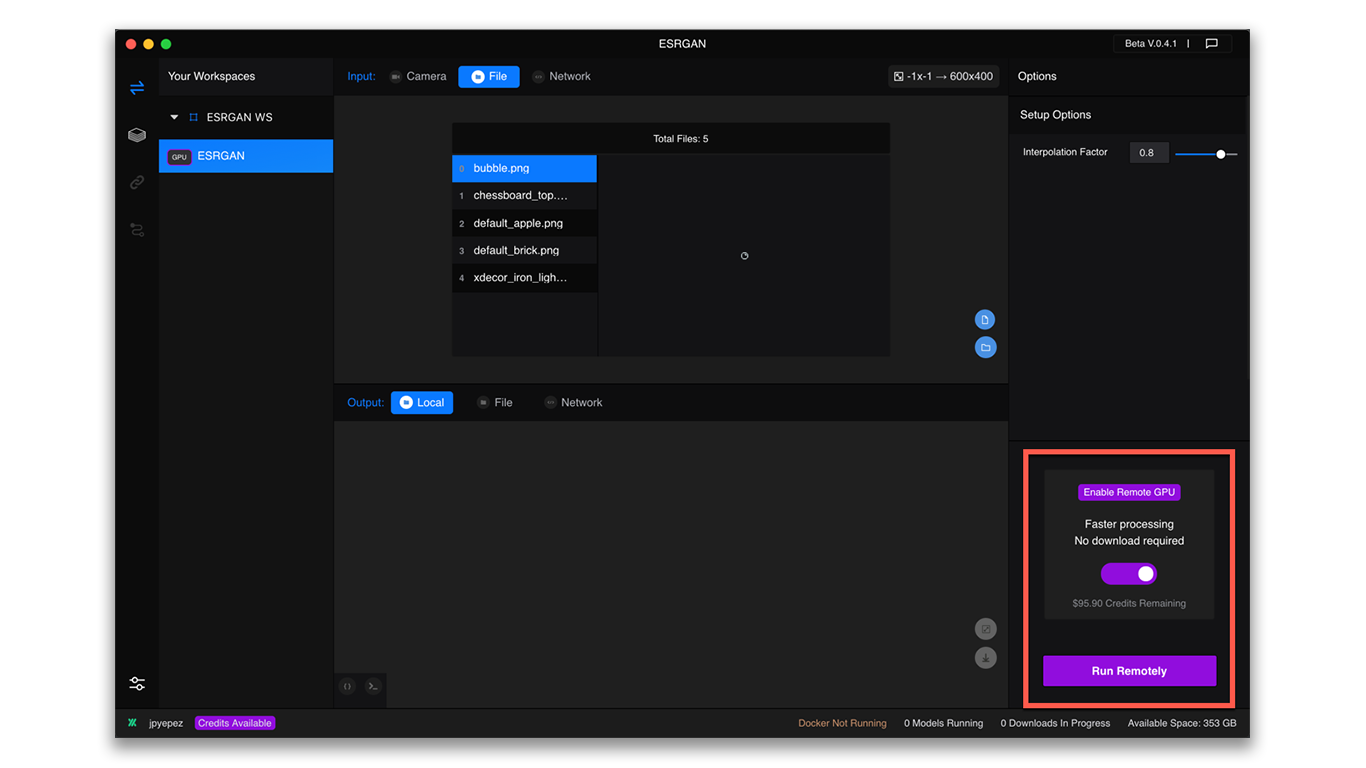 ESRGAN
Beta V.0.4.1 |
Your Workspaces
Input: Camera File Network
-1x-1 → 600x400
Options
ESRGAN WS
GPU ESRGAN
Total Files: 5
0 bubble.png
1 chessboard_top....
2 default_apple.png
3 default_brick.png
4 xdecor_iron_ligh...
Setup Options
Interpolation Factor 0.8
Output: Local File Network
Enable Remote GPU
Faster processing
No download required
$95.90 Credits Remaining
Run Remotely
jpyepez Credits Available
Docker Not Running 0 Models Running 0 Downloads In Progress Available Space: 353 GB